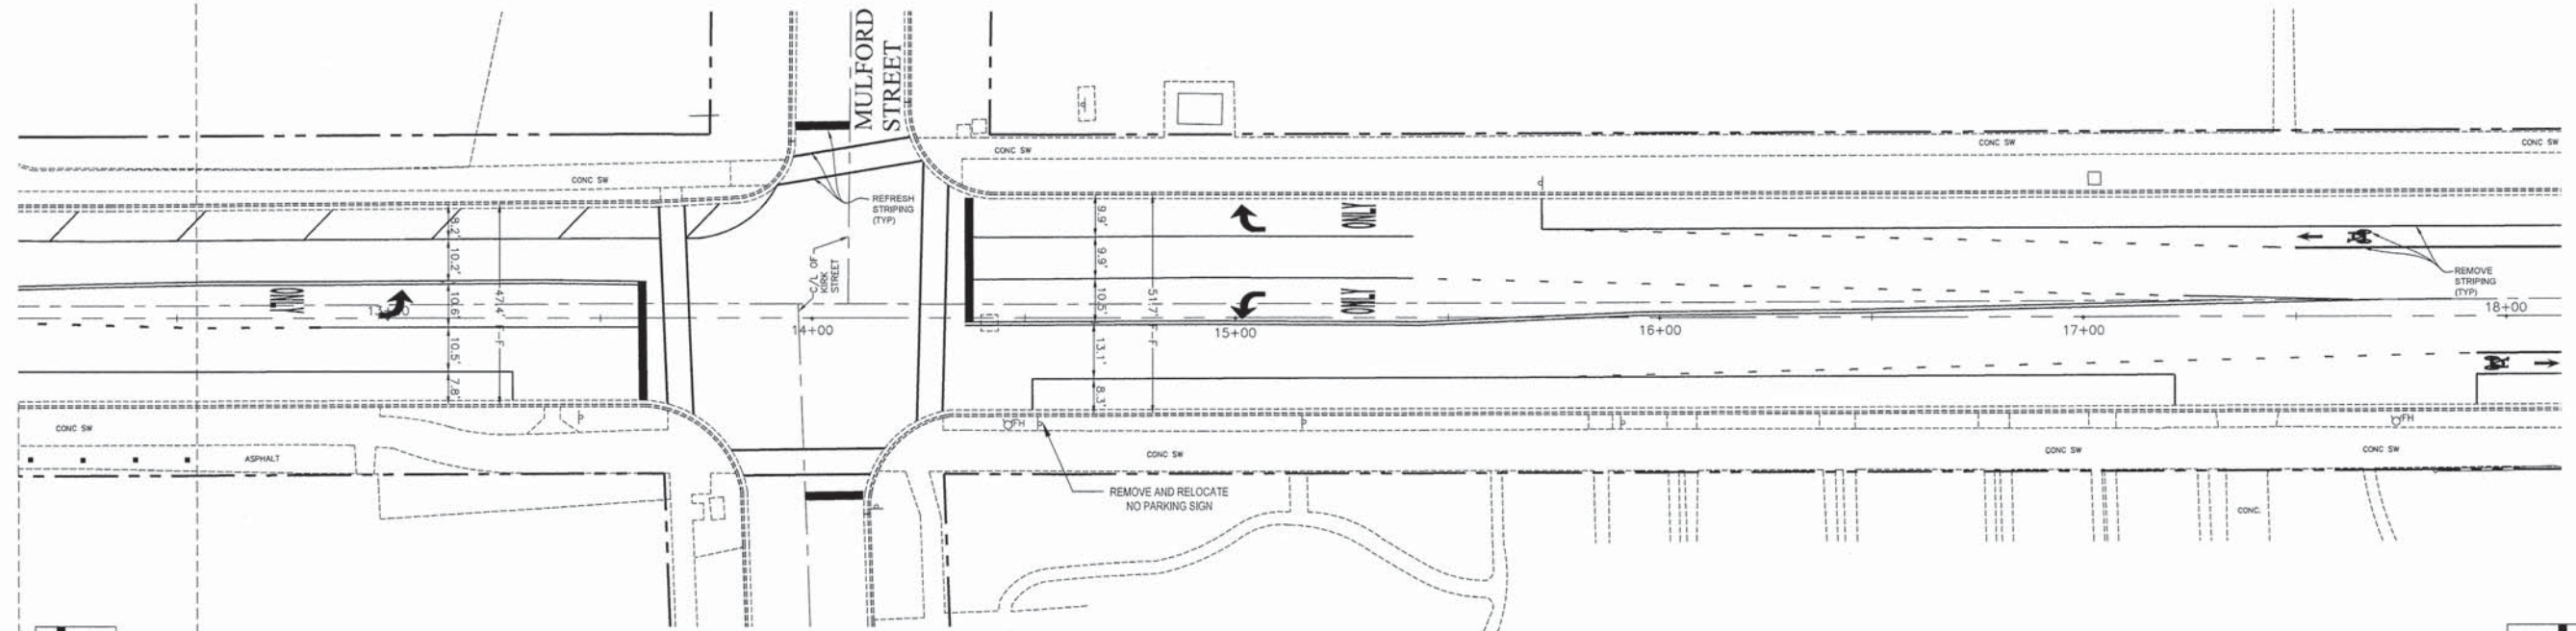 MULFORD
STREET
CONC SW
CONC SW
CONC SW
CONC SW
REFRESH
STRIPING
(TYP)
C/L OF
KIRK
STREET
8.2'
10.2'
10.6'
10.5'
7.8'
47.4' F-F
9.9'
9.9'
10.5'
13.1'
8.3'
51.7' F-F
ONLY
ONLY
ONLY
REMOVE
STRIPING
(TYP)
13+00
14+00
15+00
16+00
17+00
18+00
FH
FH
CONC SW
ASPHALT
CONC SW
CONC SW
CONC SW
REMOVE AND RELOCATE
NO PARKING SIGN
CONC.